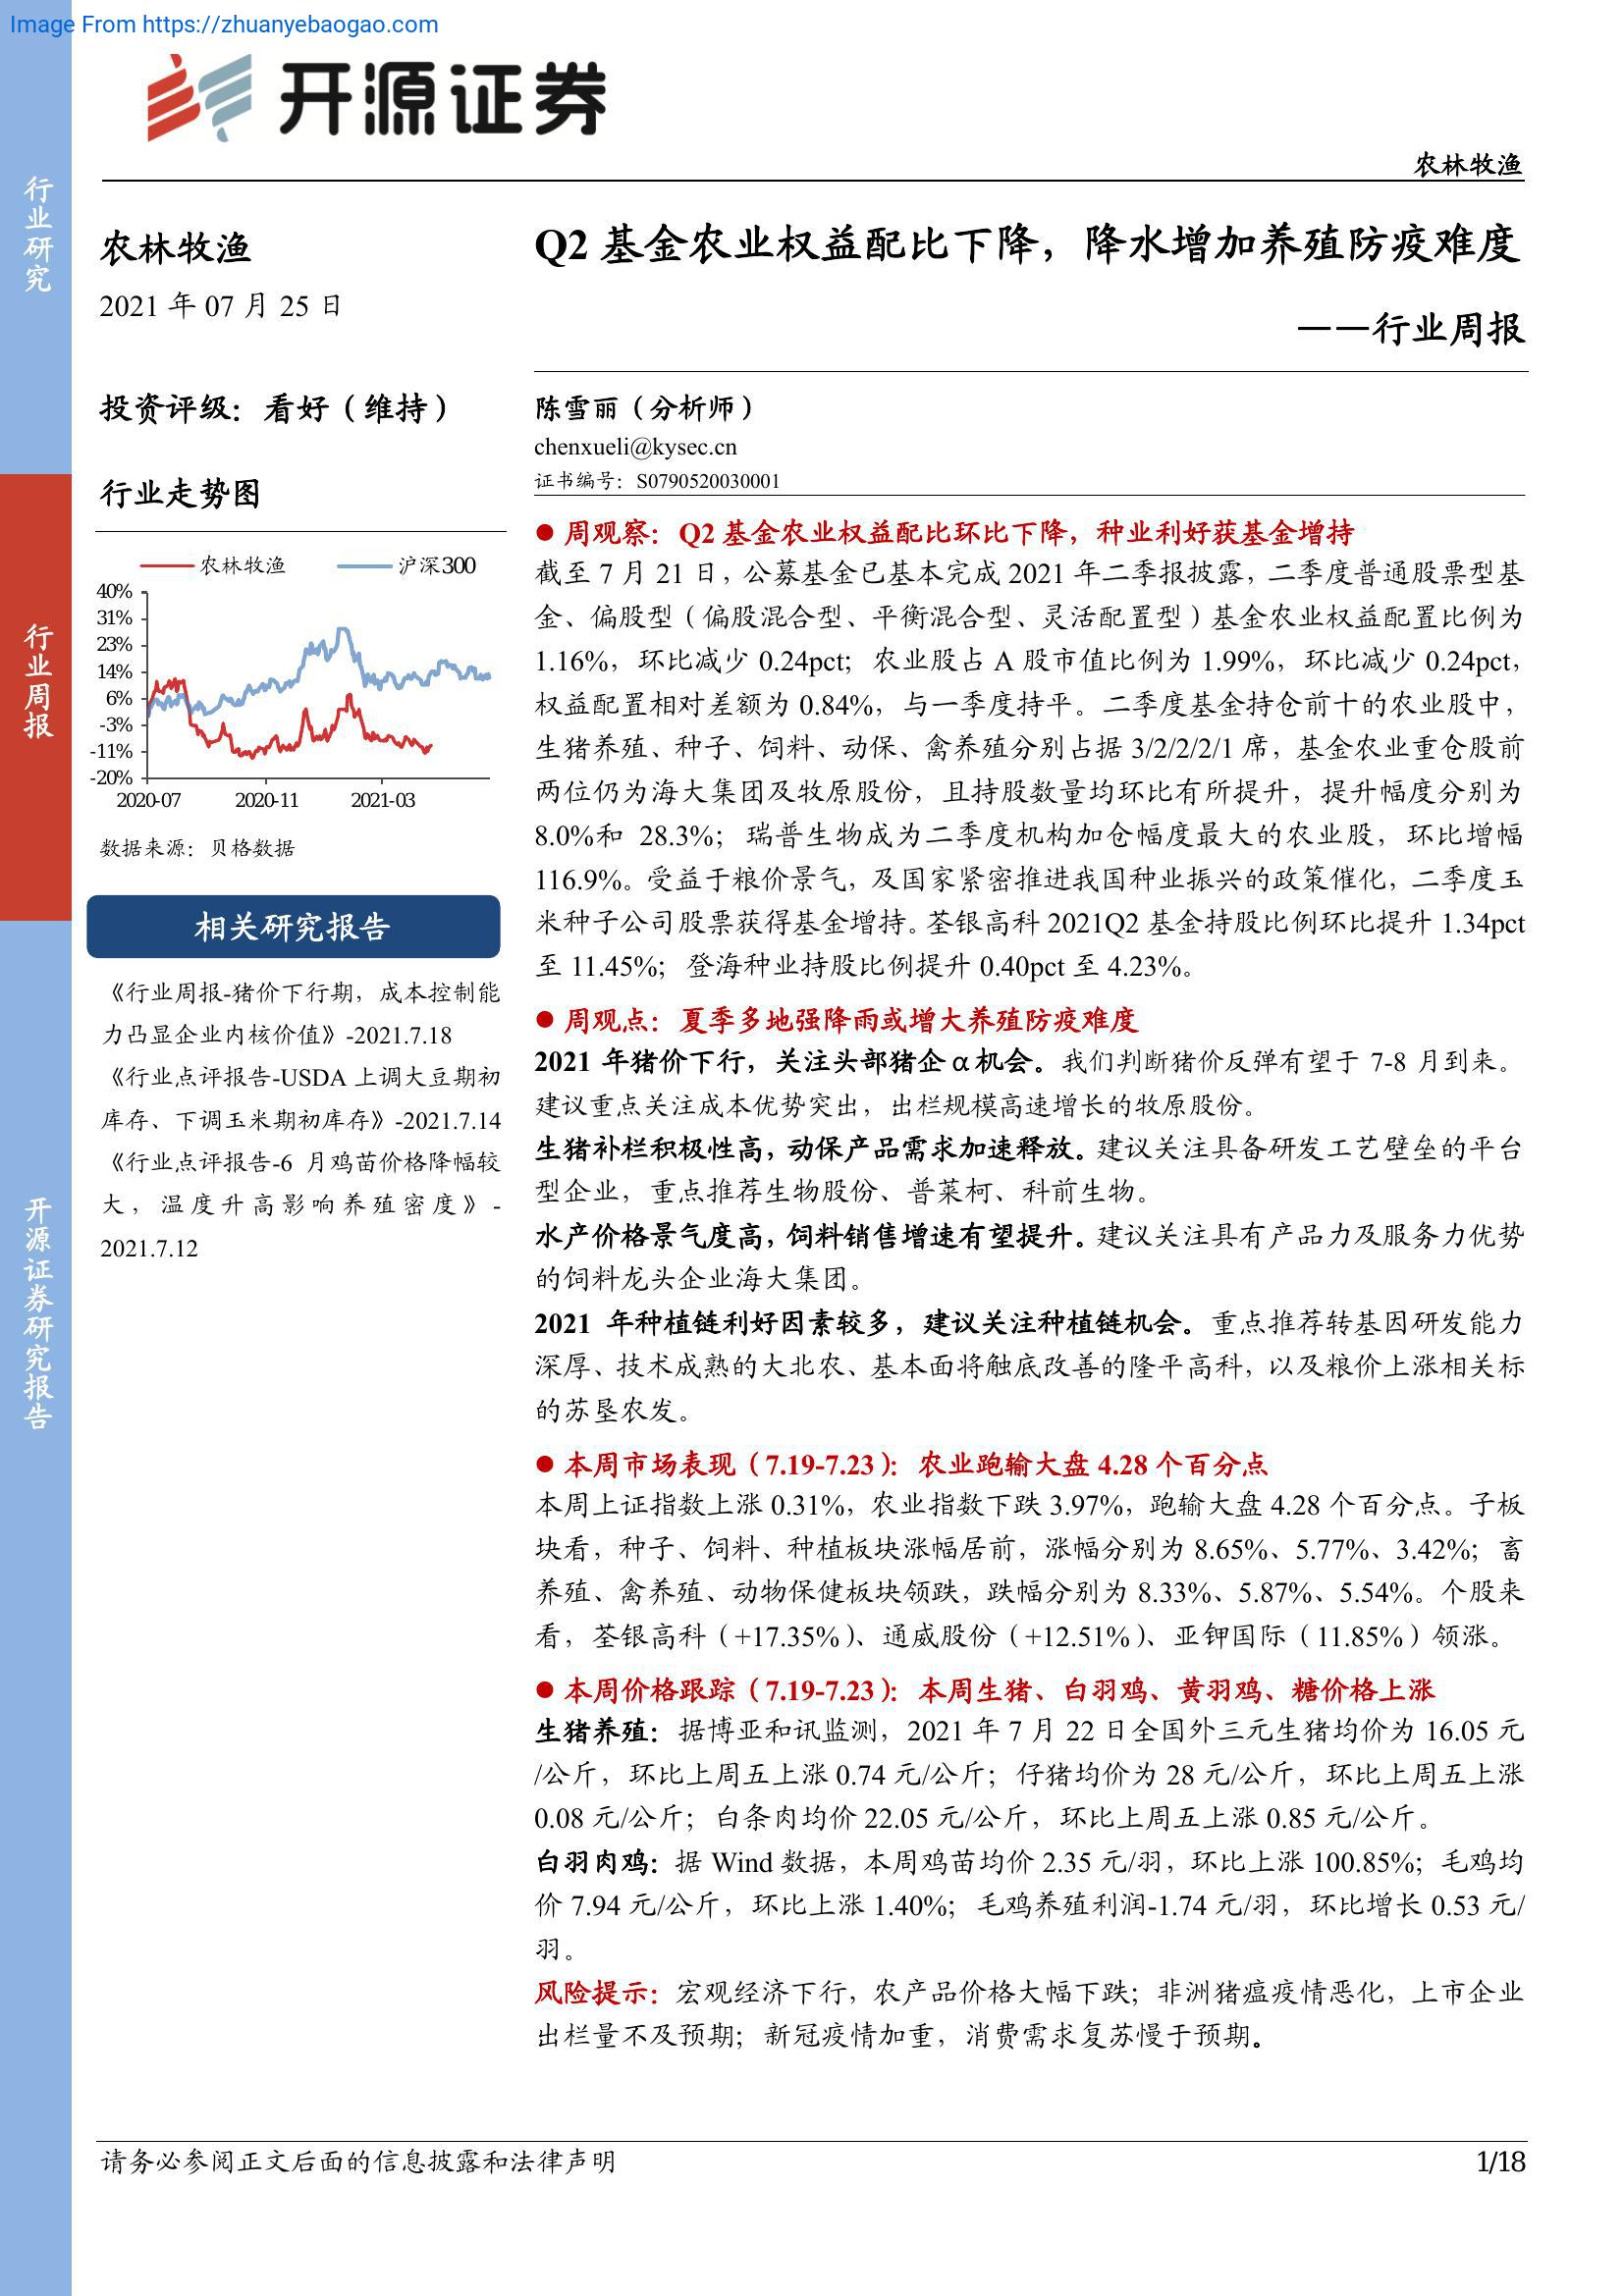 Image From https://zhuanyebaogao.com
开源证券
农林牧渔
行业研究
行业周报
开源证券研究报告
农林牧渔
2021 年 07 月 25 日
投资评级：看好（维持）
行业走势图
农林牧渔 沪深300
40%
31%
23%
14%
6%
-3%
-11%
-20%
2020-07 2020-11 2021-03
数据来源：贝格数据
相关研究报告
《行业周报-猪价下行期，成本控制能
力凸显企业内核价值》-2021.7.18
《行业点评报告-USDA 上调大豆期初
库存、下调玉米期初库存》-2021.7.14
《行业点评报告-6 月鸡苗价格降幅较
大，温度升高影响养殖密度》-
2021.7.12
Q2 基金农业权益配比下降，降水增加养殖防疫难度
——行业周报
陈雪丽（分析师）
chenxueli@kysec.cn
证书编号：S0790520030001
● 周观察：Q2 基金农业权益配比环比下降，种业利好获基金增持
截至 7 月 21 日，公募基金已基本完成 2021 年二季报披露，二季度普通股票型基
金、偏股型（偏股混合型、平衡混合型、灵活配置型）基金农业权益配置比例为
1.16%，环比减少 0.24pct；农业股占 A 股市值比例为 1.99%，环比减少 0.24pct，
权益配置相对差额为 0.84%，与一季度持平。二季度基金持仓前十的农业股中，
生猪养殖、种子、饲料、动保、禽养殖分别占据 3/2/2/2/1 席，基金农业重仓股前
两位仍为海大集团及牧原股份，且持股数量均环比有所提升，提升幅度分别为
8.0%和 28.3%；瑞普生物成为二季度机构加仓幅度最大的农业股，环比增幅
116.9%。受益于粮价景气，及国家紧密推进我国种业振兴的政策催化，二季度玉
米种子公司股票获得基金增持。荃银高科 2021Q2 基金持股比例环比提升 1.34pct
至 11.45%；登海种业持股比例提升 0.40pct 至 4.23%。
● 周观点：夏季多地强降雨或增大养殖防疫难度
2021 年猪价下行，关注头部猪企 α 机会。我们判断猪价反弹有望于 7-8 月到来。
建议重点关注成本优势突出，出栏规模高速增长的牧原股份。
生猪补栏积极性高，动保产品需求加速释放。建议关注具备研发工艺壁垒的平台
型企业，重点推荐生物股份、普莱柯、科前生物。
水产价格景气度高，饲料销售增速有望提升。建议关注具有产品力及服务力优势
的饲料龙头企业海大集团。
2021 年种植链利好因素较多，建议关注种植链机会。重点推荐转基因研发能力
深厚、技术成熟的大北农、基本面将触底改善的隆平高科，以及粮价上涨相关标
的苏垦农发。
● 本周市场表现（7.19-7.23）：农业跑输大盘 4.28 个百分点
本周上证指数上涨 0.31%，农业指数下跌 3.97%，跑输大盘 4.28 个百分点。子板
块看，种子、饲料、种植板块涨幅居前，涨幅分别为 8.65%、5.77%、3.42%；畜
养殖、禽养殖、动物保健板块领跌，跌幅分别为 8.33%、5.87%、5.54%。个股来
看，荃银高科（+17.35%）、通威股份（+12.51%）、亚钾国际（11.85%）领涨。
● 本周价格跟踪（7.19-7.23）：本周生猪、白羽鸡、黄羽鸡、糖价格上涨
生猪养殖：据博亚和讯监测，2021 年 7 月 22 日全国外三元生猪均价为 16.05 元
/公斤，环比上周五上涨 0.74 元/公斤；仔猪均价为 28 元/公斤，环比上周五上涨
0.08 元/公斤；白条肉均价 22.05 元/公斤，环比上周五上涨 0.85 元/公斤。
白羽肉鸡：据 Wind 数据，本周鸡苗均价 2.35 元/羽，环比上涨 100.85%；毛鸡均
价 7.94 元/公斤，环比上涨 1.40%；毛鸡养殖利润-1.74 元/羽，环比增长 0.53 元/
羽。
风险提示：宏观经济下行，农产品价格大幅下跌；非洲猪瘟疫情恶化，上市企业
出栏量不及预期；新冠疫情加重，消费需求复苏慢于预期。
请务必参阅正文后面的信息披露和法律声明
1/18